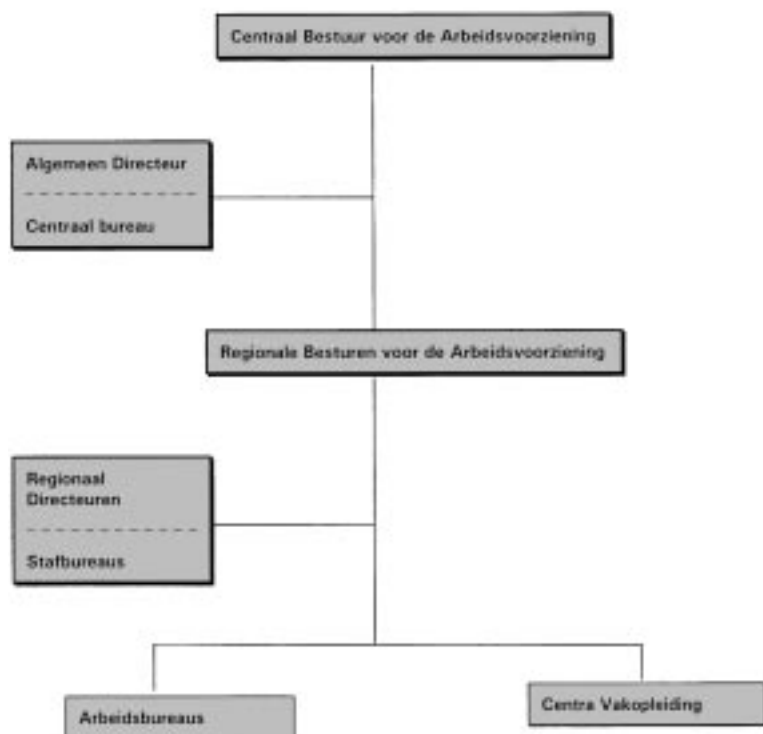 Centraal Bestuur voor de Arbeidsvoorziening
Algemeen Directeur
Centraal bureau
Regionale Besturen voor de Arbeidsvoorziening
Regionaal
Directeuren
Stafbureaus
Arbeidsbureaus
Centra Vakopleiding